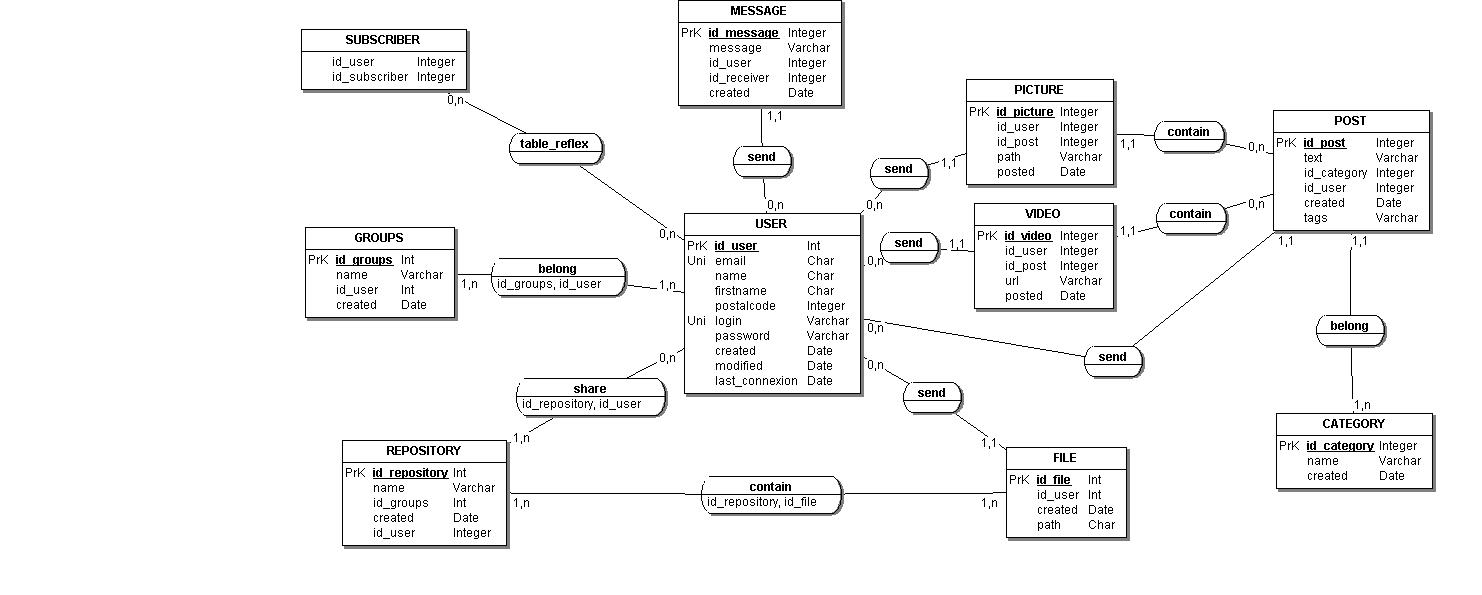 MESSAGE
PrK id_message Integer
message Varchar
id_user Integer
id_receiver Integer
created Date
SUBSCRIBER
id_user Integer
id_subscriber Integer
0,n
table_reflex
0,n
1,1
send
0,n
PICTURE
PrK id_picture Integer
id_user Integer
id_post Integer
path Varchar
posted Date
1,1
contain
0,n
POST
PrK id_post Integer
text Varchar
id_category Integer
id_user Integer
created Date
tags Varchar
send
1,1
0,n
VIDEO
PrK id_video Integer
id_user Integer
id_post Integer
url Varchar
posted Date
1,1
contain
0,n
send
1,1
0,n
USER
PrK id_user Int
Uni email Char
name Char
firstname Char
postalcode Integer
Uni login Varchar
password Varchar
created Date
modified Date
last_connexion Date
GROUPS
PrK id_groups Int
name Varchar
id_user Int
created Date
1,n
belong
id_groups, id_user
1,n
0,n
send
1,1
1,1
belong
1,n
CATEGORY
PrK id_category Integer
name Varchar
created Date
0,n
share
id_repository, id_user
1,n
0,n
send
1,1
REPOSITORY
PrK id_repository Int
name Varchar
id_groups Int
created Date
id_user Integer
1,n
contain
id_repository, id_file
1,n
FILE
PrK id_file Int
id_user Int
created Date
path Char